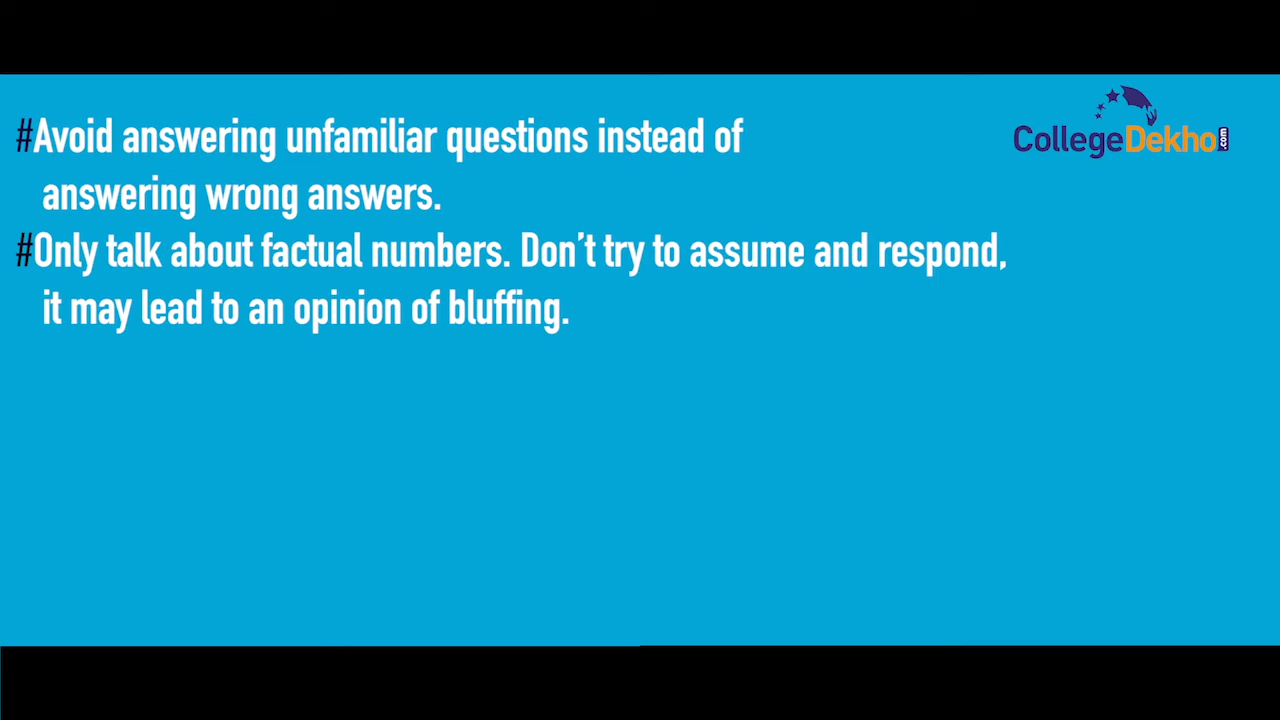 #Avoid answering unfamiliar questions instead of
answering wrong answers.
#Only talk about factual numbers. Don't try to assume and respond,
it may lead to an opinion of bluffing.
CollegeDekho.com